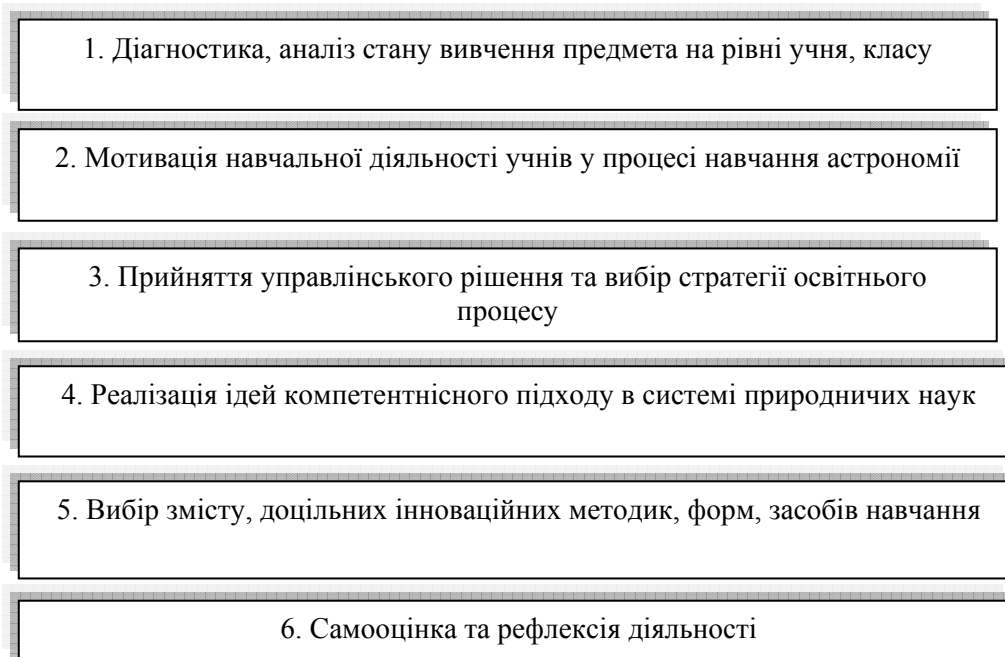 1. Діагностика, аналіз стану вивчення предмета на рівні учня, класу
2. Мотивація навчальної діяльності учнів у процесі навчання астрономії
3. Прийняття управлінського рішення та вибір стратегії освітнього
процесу
4. Реалізація ідей компетентнісного підходу в системі природничих наук
5. Вибір змісту, доцільних інноваційних методик, форм, засобів навчання
6. Самооцінка та рефлексія діяльності